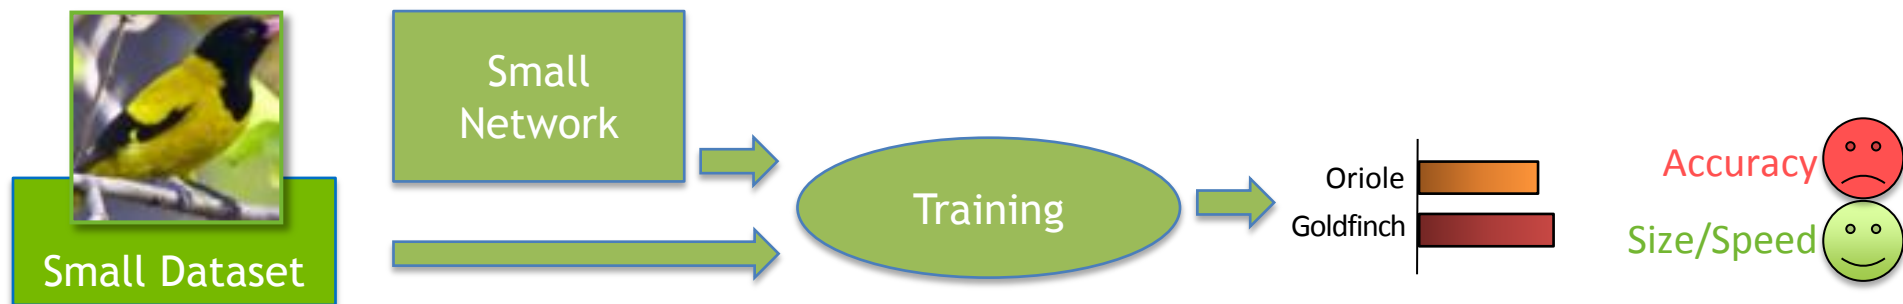 Small Dataset
Small
Network
Training
Oriole
Goldfinch
Accuracy
Size/Speed